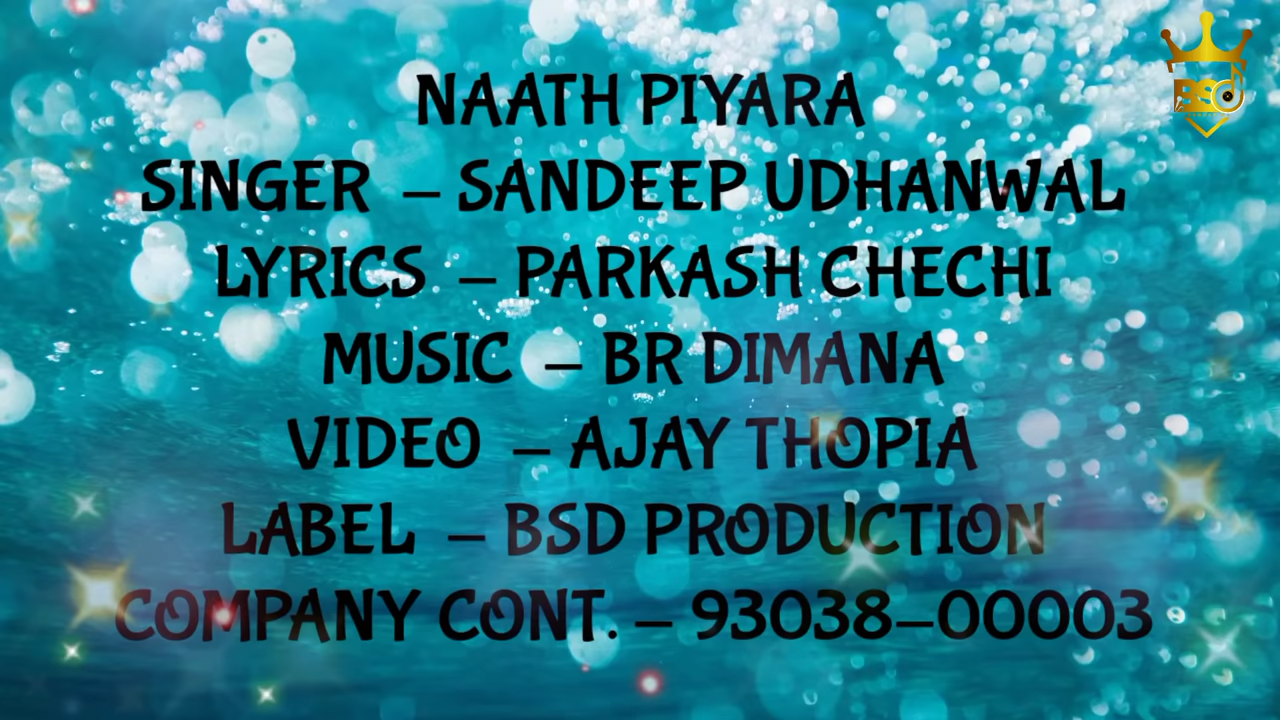 NAATH PIYARA
SINGER – SANDEEP UDHANWAL
LYRICS – PARKASH CHECHI
MUSIC – BR DIMANA
VIDEO – AJAY THOPIA
LABEL – BSD PRODUCTION
COMPANY CONT. – 93038–00003
BSD